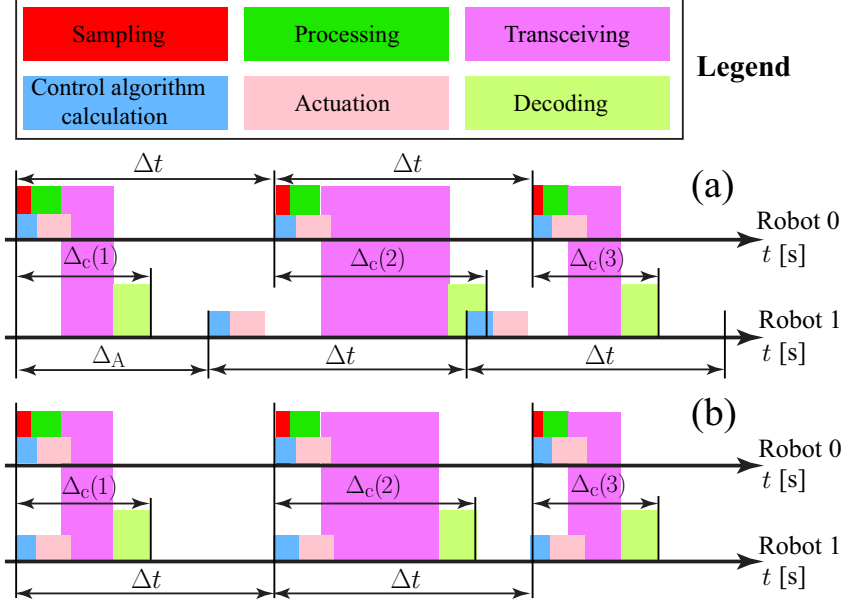 Sampling
Processing
Transceiving
Legend
Control algorithm
calculation
Actuation
Decoding
Δt
Δt
(a)
Robot 0
t [s]
Δc(1)
Δc(2)
Δc(3)
Robot 1
t [s]
ΔA
Δt
Δt
(b)
Robot 0
t [s]
Δc(1)
Δc(2)
Δc(3)
Robot 1
t [s]
Δt
Δt